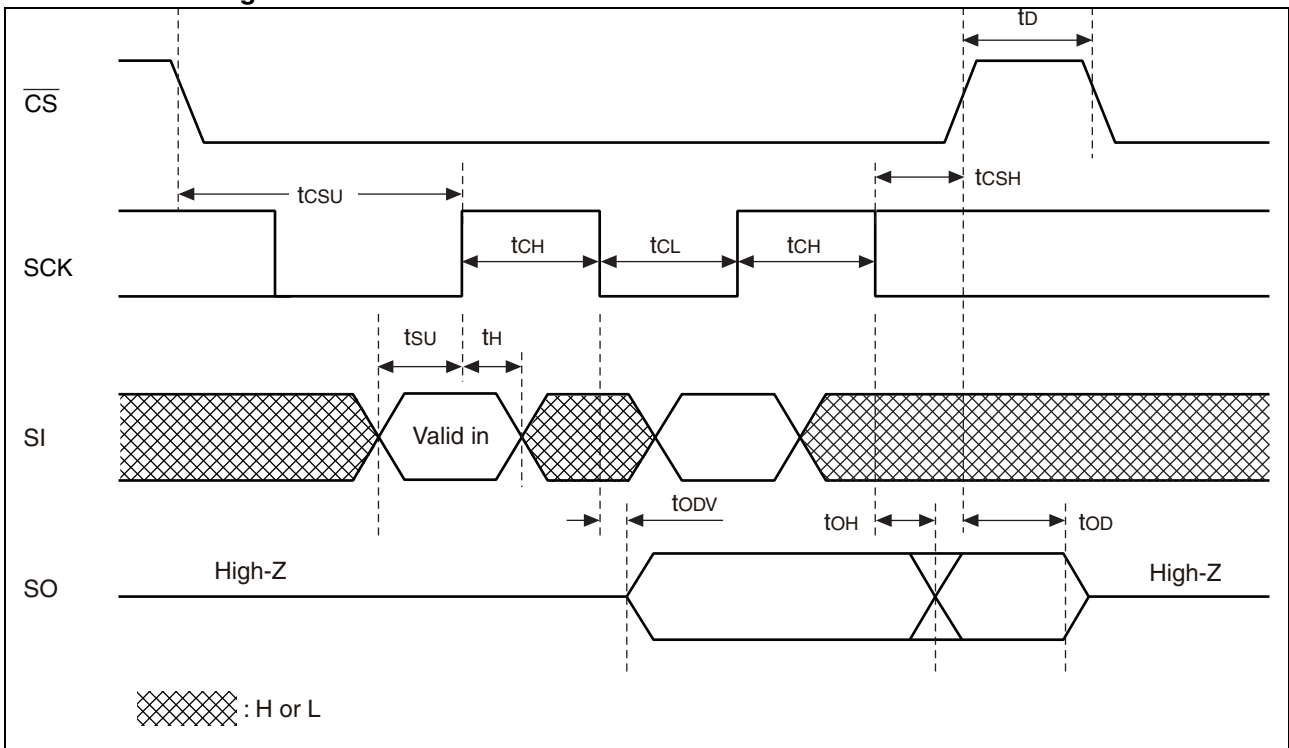 tD
CS
tCSU
tCSH
SCK
tCH
tCL
tCH
tSU
tH
SI
Valid in
tODV
tOH
tOD
SO
High-Z
High-Z
: H or L